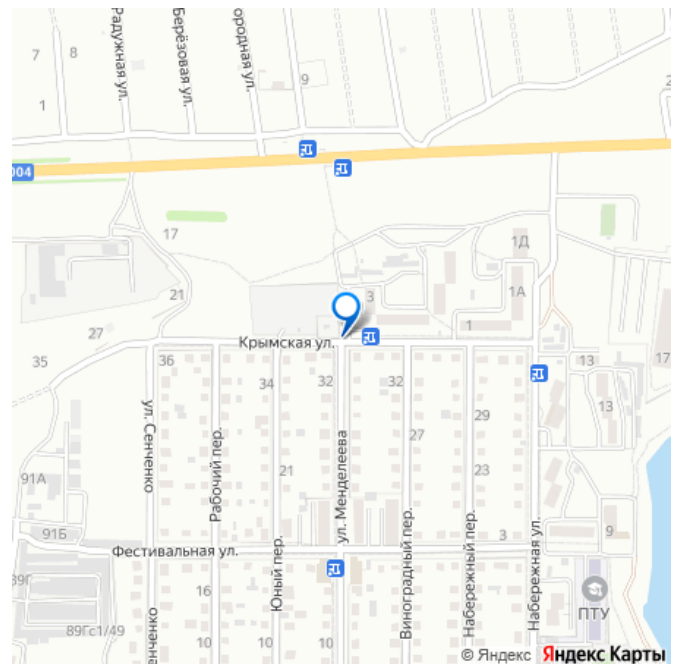 Радужная ул.
Берёзовая ул.
ородная ул.
7
8
9
1
2
004
17
21
27
35
3
1Д
1А
1
Крымская ул.
36
34
32
32
13
17
13
29
27
23
21
ул. Сенченко
Рабочий пер.
Юный пер.
ул. Менделеева
Виноградный пер.
Набережный пер.
Набережная ул.
91А
91Б
Фестивальная ул.
3
9
89Г
16
89Гс1/49
10
10
10
енченко
ПТУ
© Яндекс Яндекс Карты